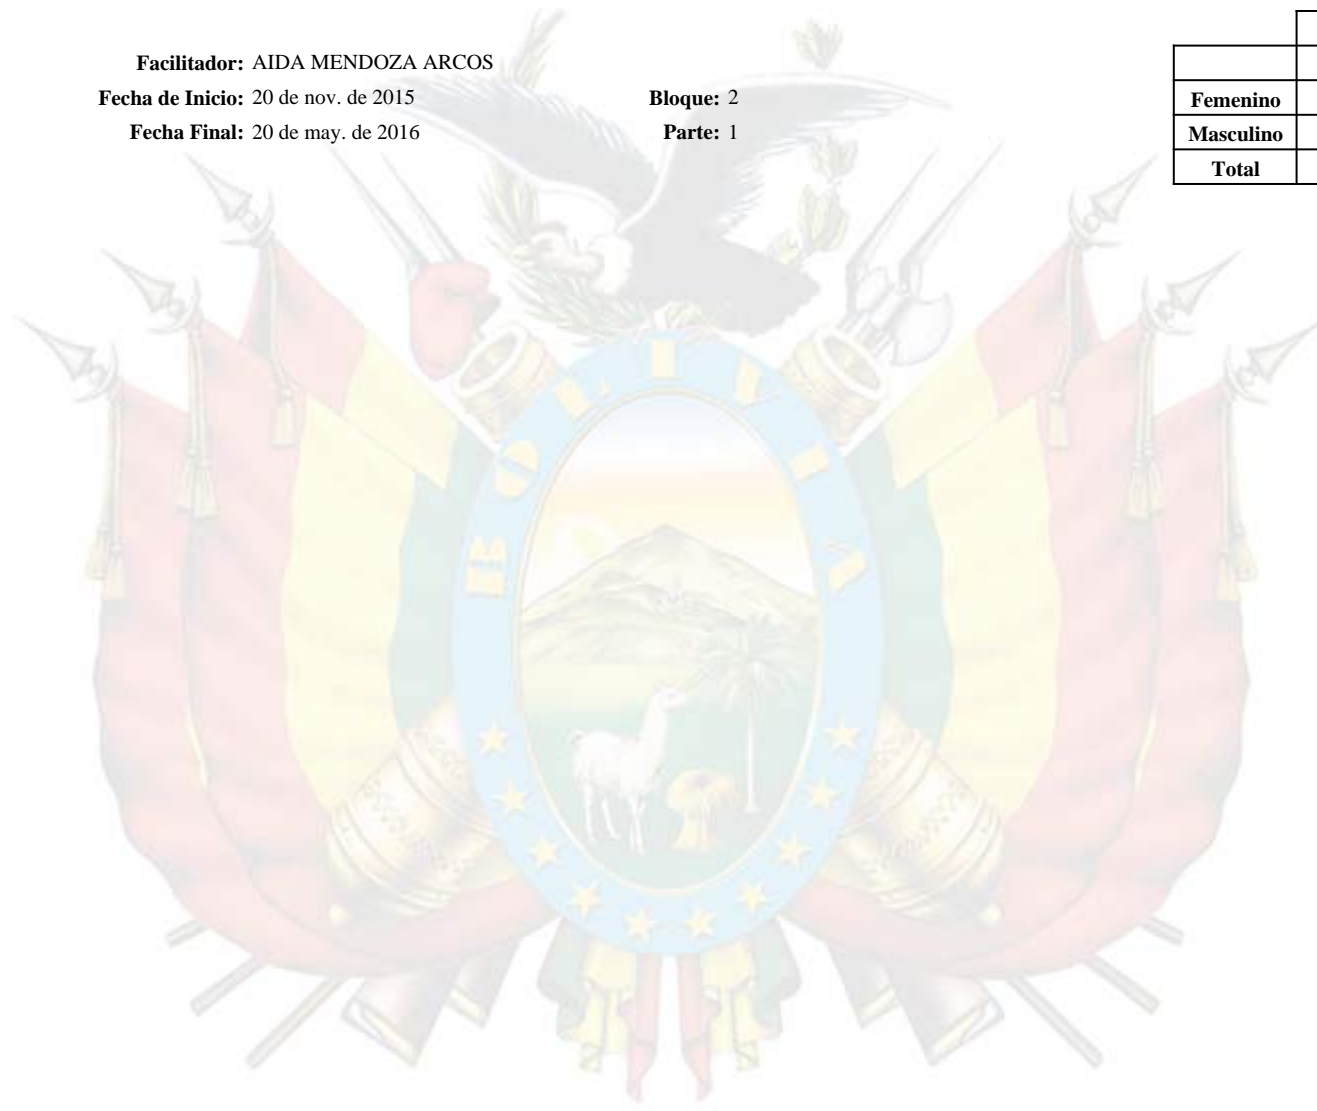 Facilitador: AIDA MENDOZA ARCOS
Fecha de Inicio: 20 de nov. de 2015 Bloque: 2
Fecha Final: 20 de may. de 2016 Parte: 1
Femenino
Masculino
Total
BOLIVIA